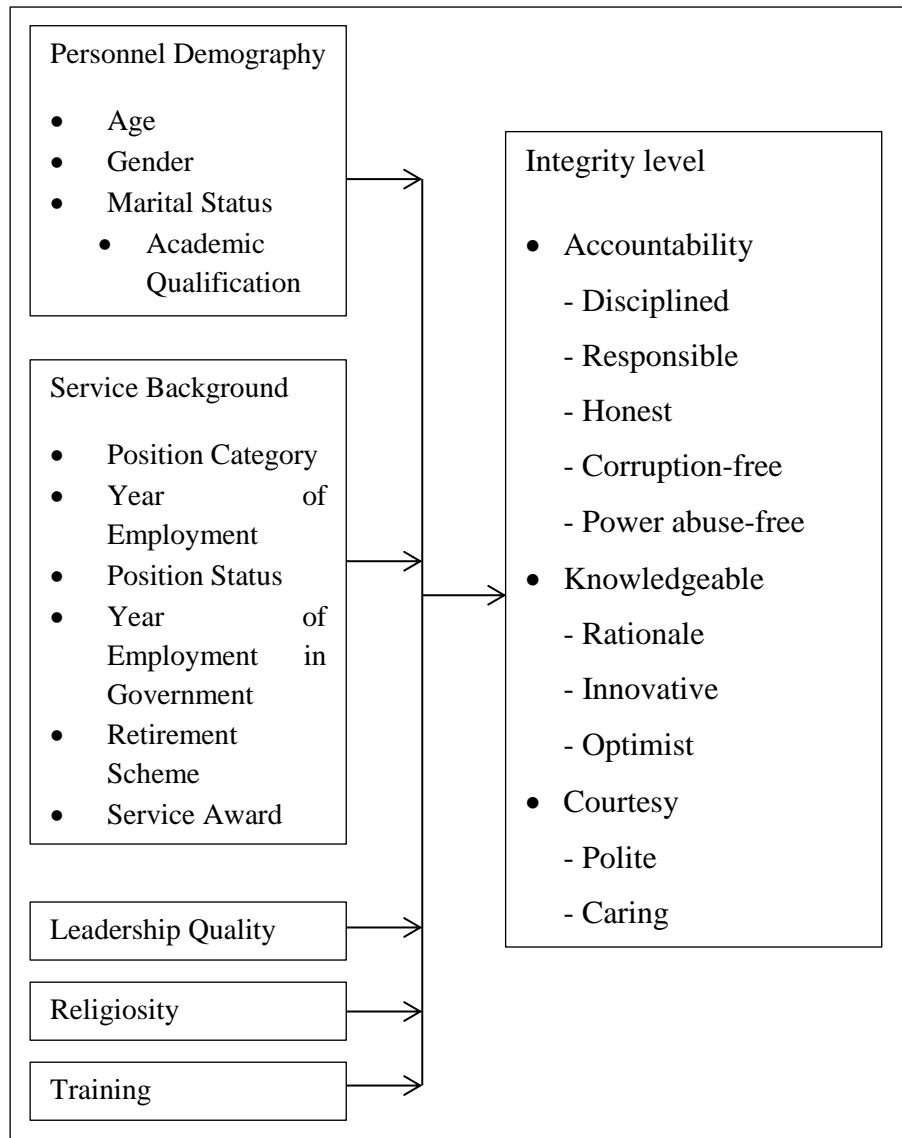 Personnel Demography
• Age
• Gender
• Marital Status
• Academic
Qualification
Service Background
• Position Category
• Year of
Employment
• Position Status
• Year of
Employment in
Government
• Retirement
Scheme
• Service Award
Leadership Quality
Religiosity
Training
Integrity level
• Accountability
- Disciplined
- Responsible
- Honest
- Corruption-free
- Power abuse-free
• Knowledgeable
- Rationale
- Innovative
- Optimist
• Courtesy
- Polite
- Caring